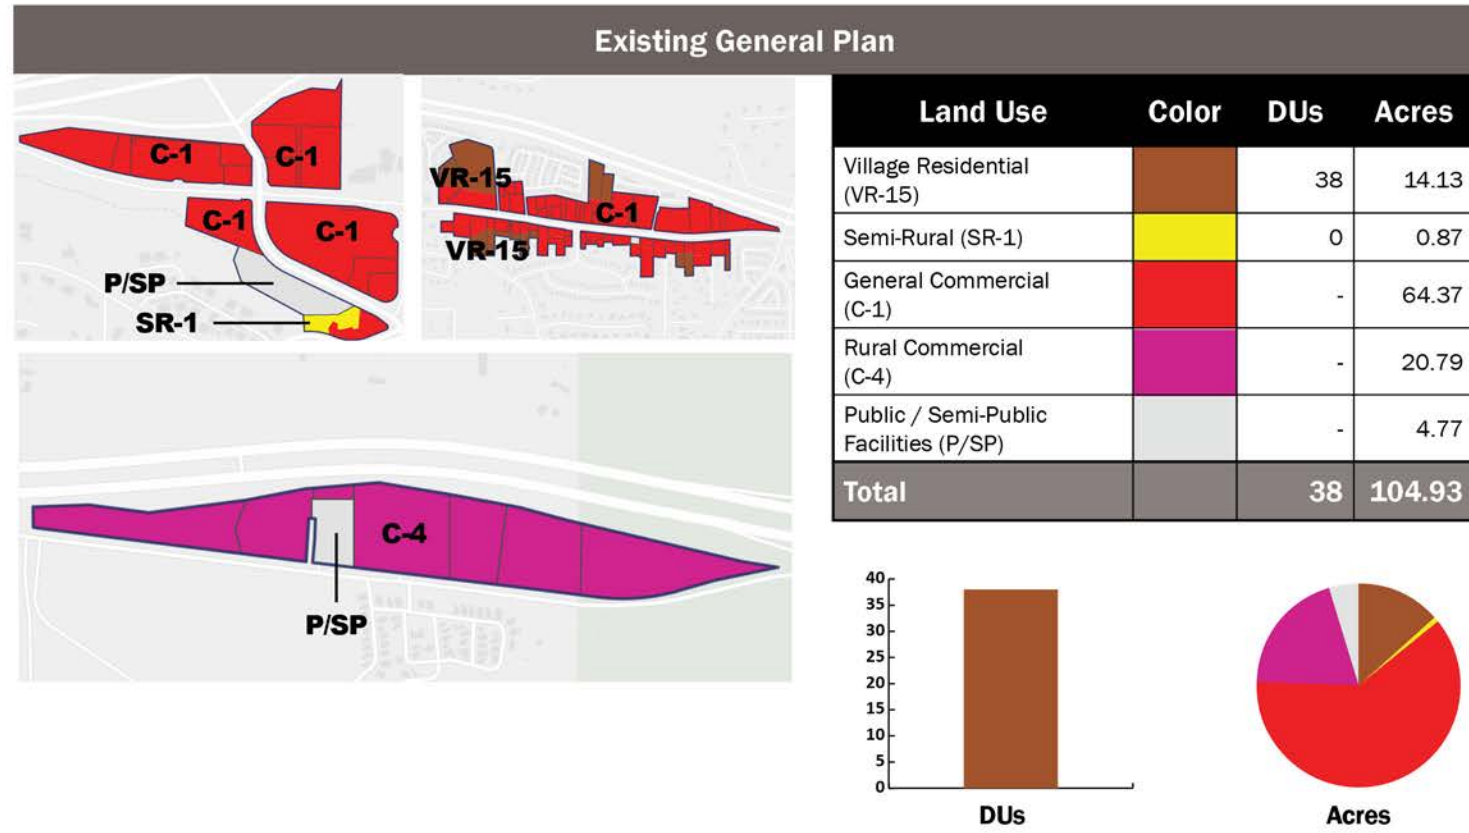 Existing General Plan
C-1
C-1
C-1
C-1
P/SP
SR-1
VR-15
C-1
VR-15
C-4
P/SP
Land Use Color DUs Acres
Village Residential
(VR-15)
38 14.13
Semi-Rural (SR-1) 0 0.87
General Commercial
(C-1)
- 64.37
Rural Commercial
(C-4)
- 20.79
Public / Semi-Public
Facilities (P/SP)
- 4.77
Total 38 104.93
40
35
30
25
20
15
10
5
0
DUs
Acres